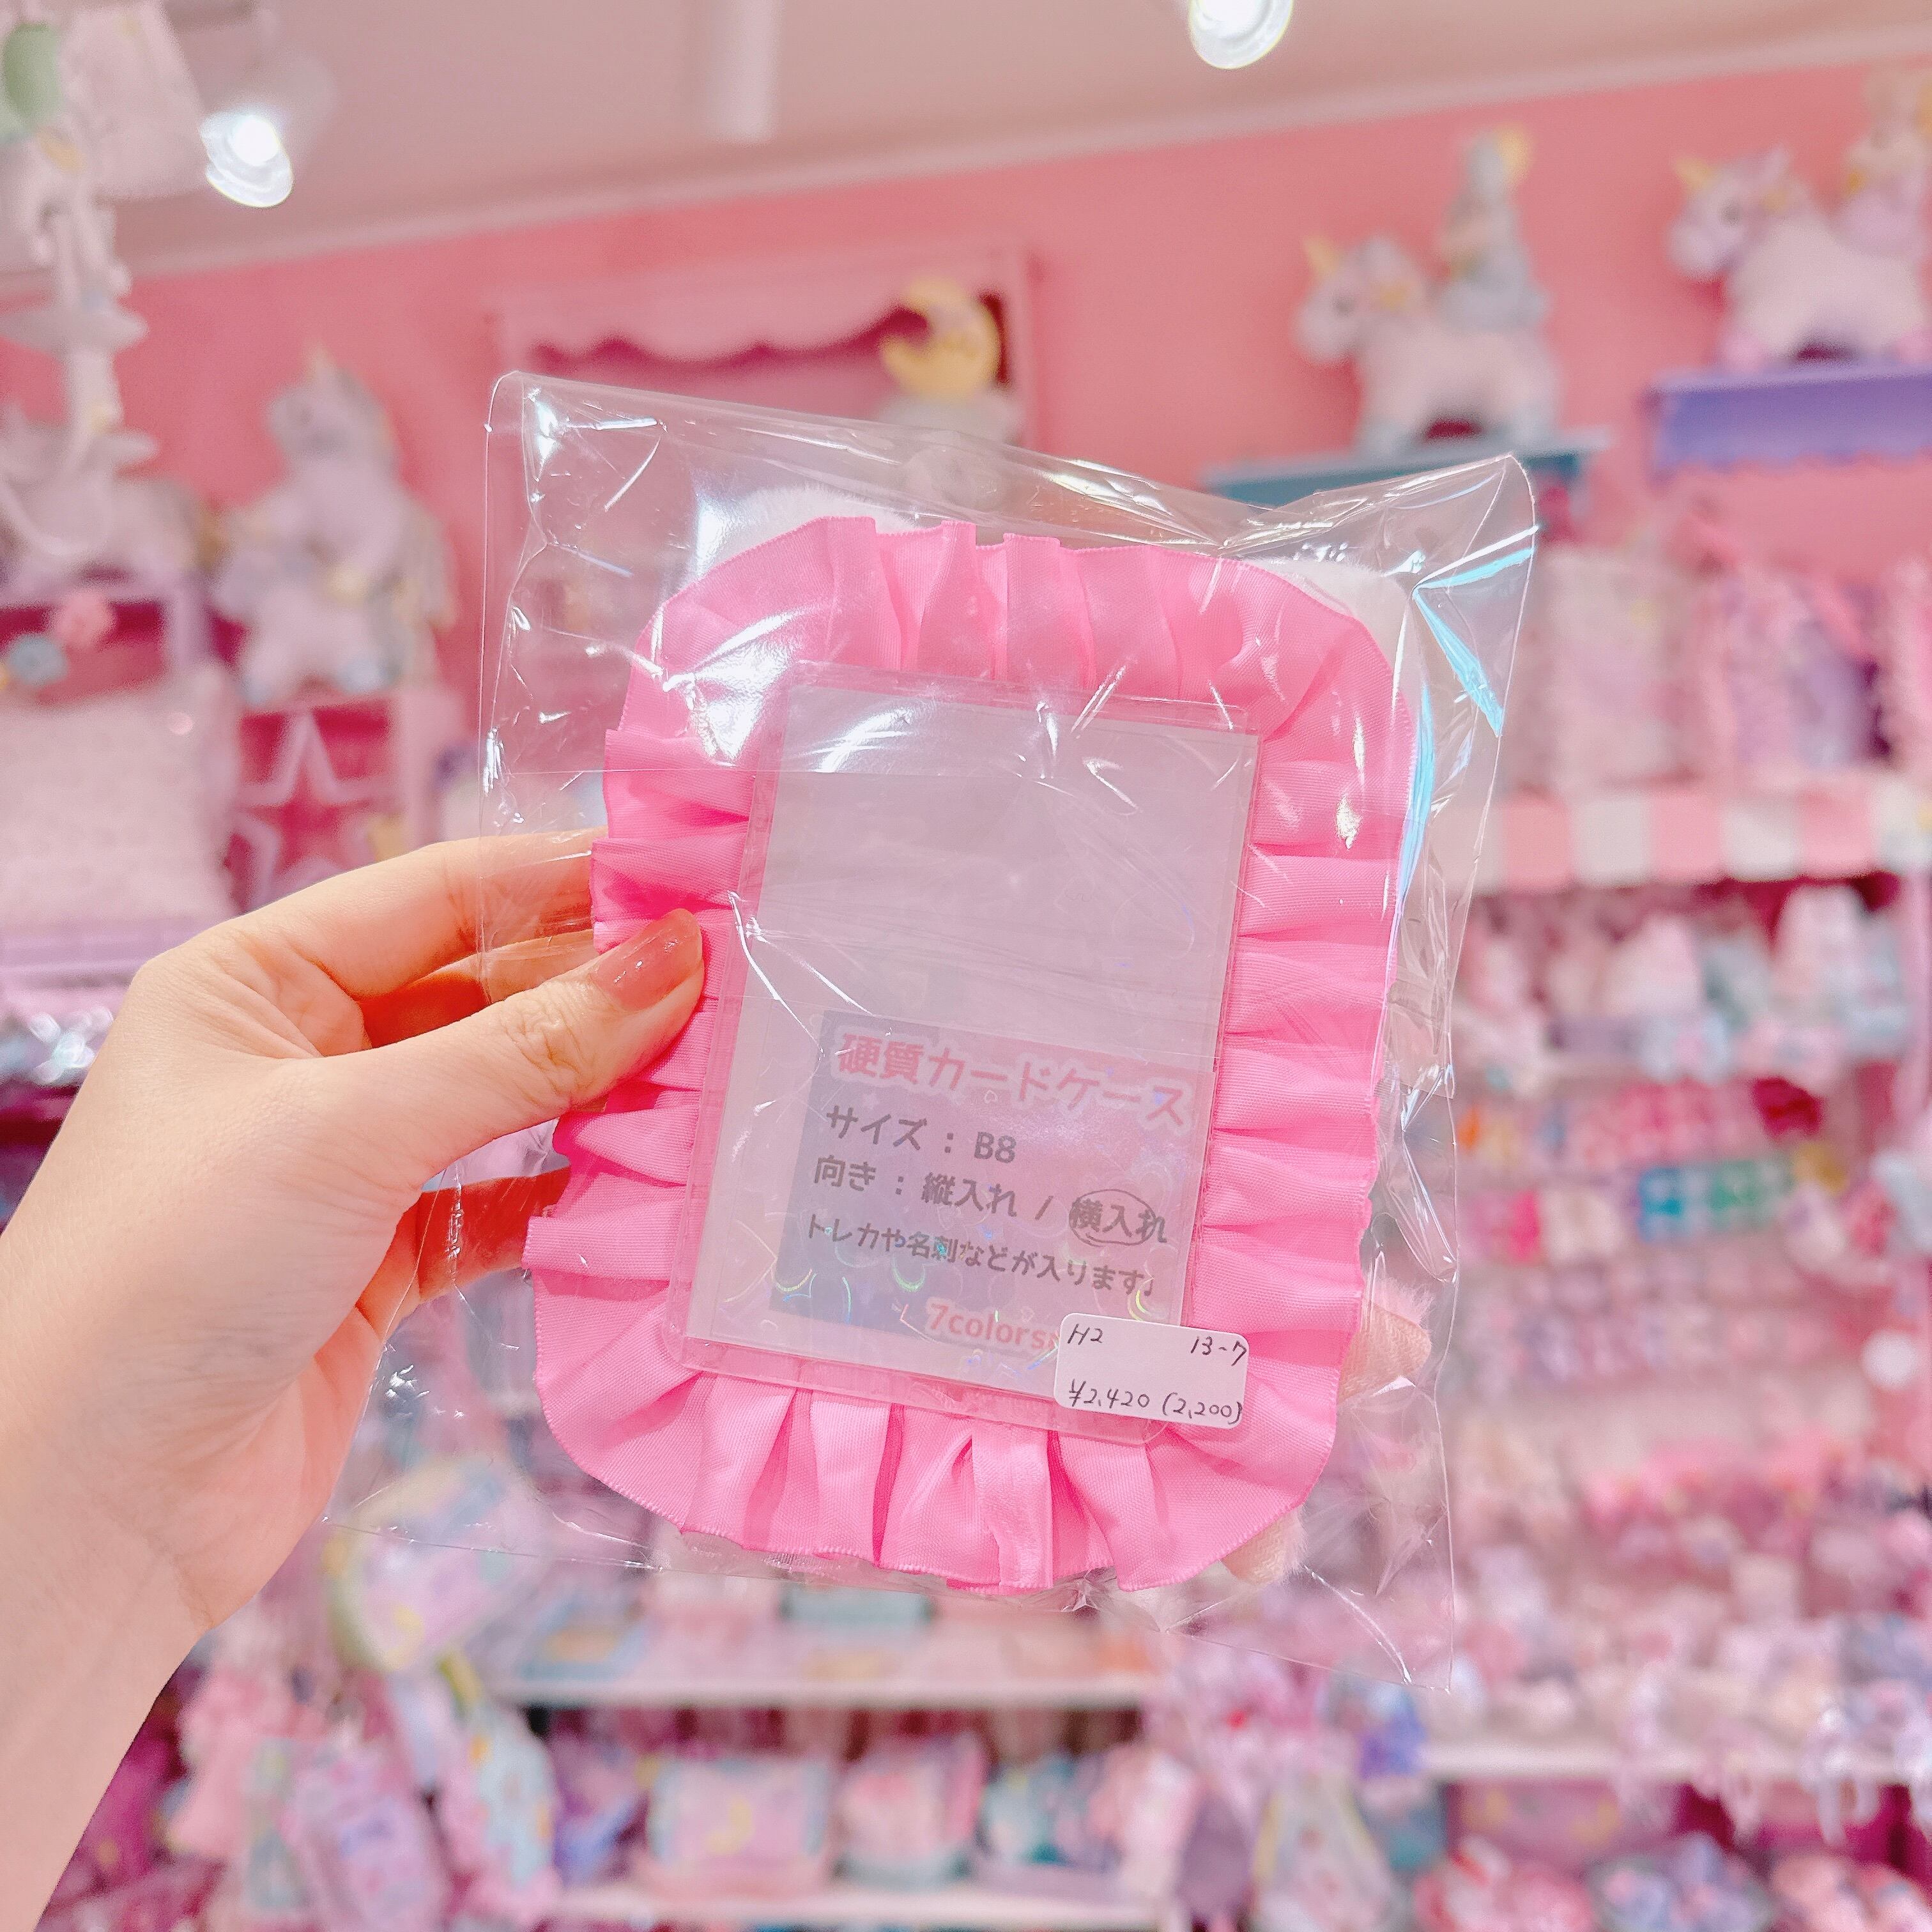 硬質カードケース
サイズ : B8
向き : 縦入れ / 横入れ
トレカや名刺などが入ります♪
7colors
H2 13-7
¥2,420 (2,200)